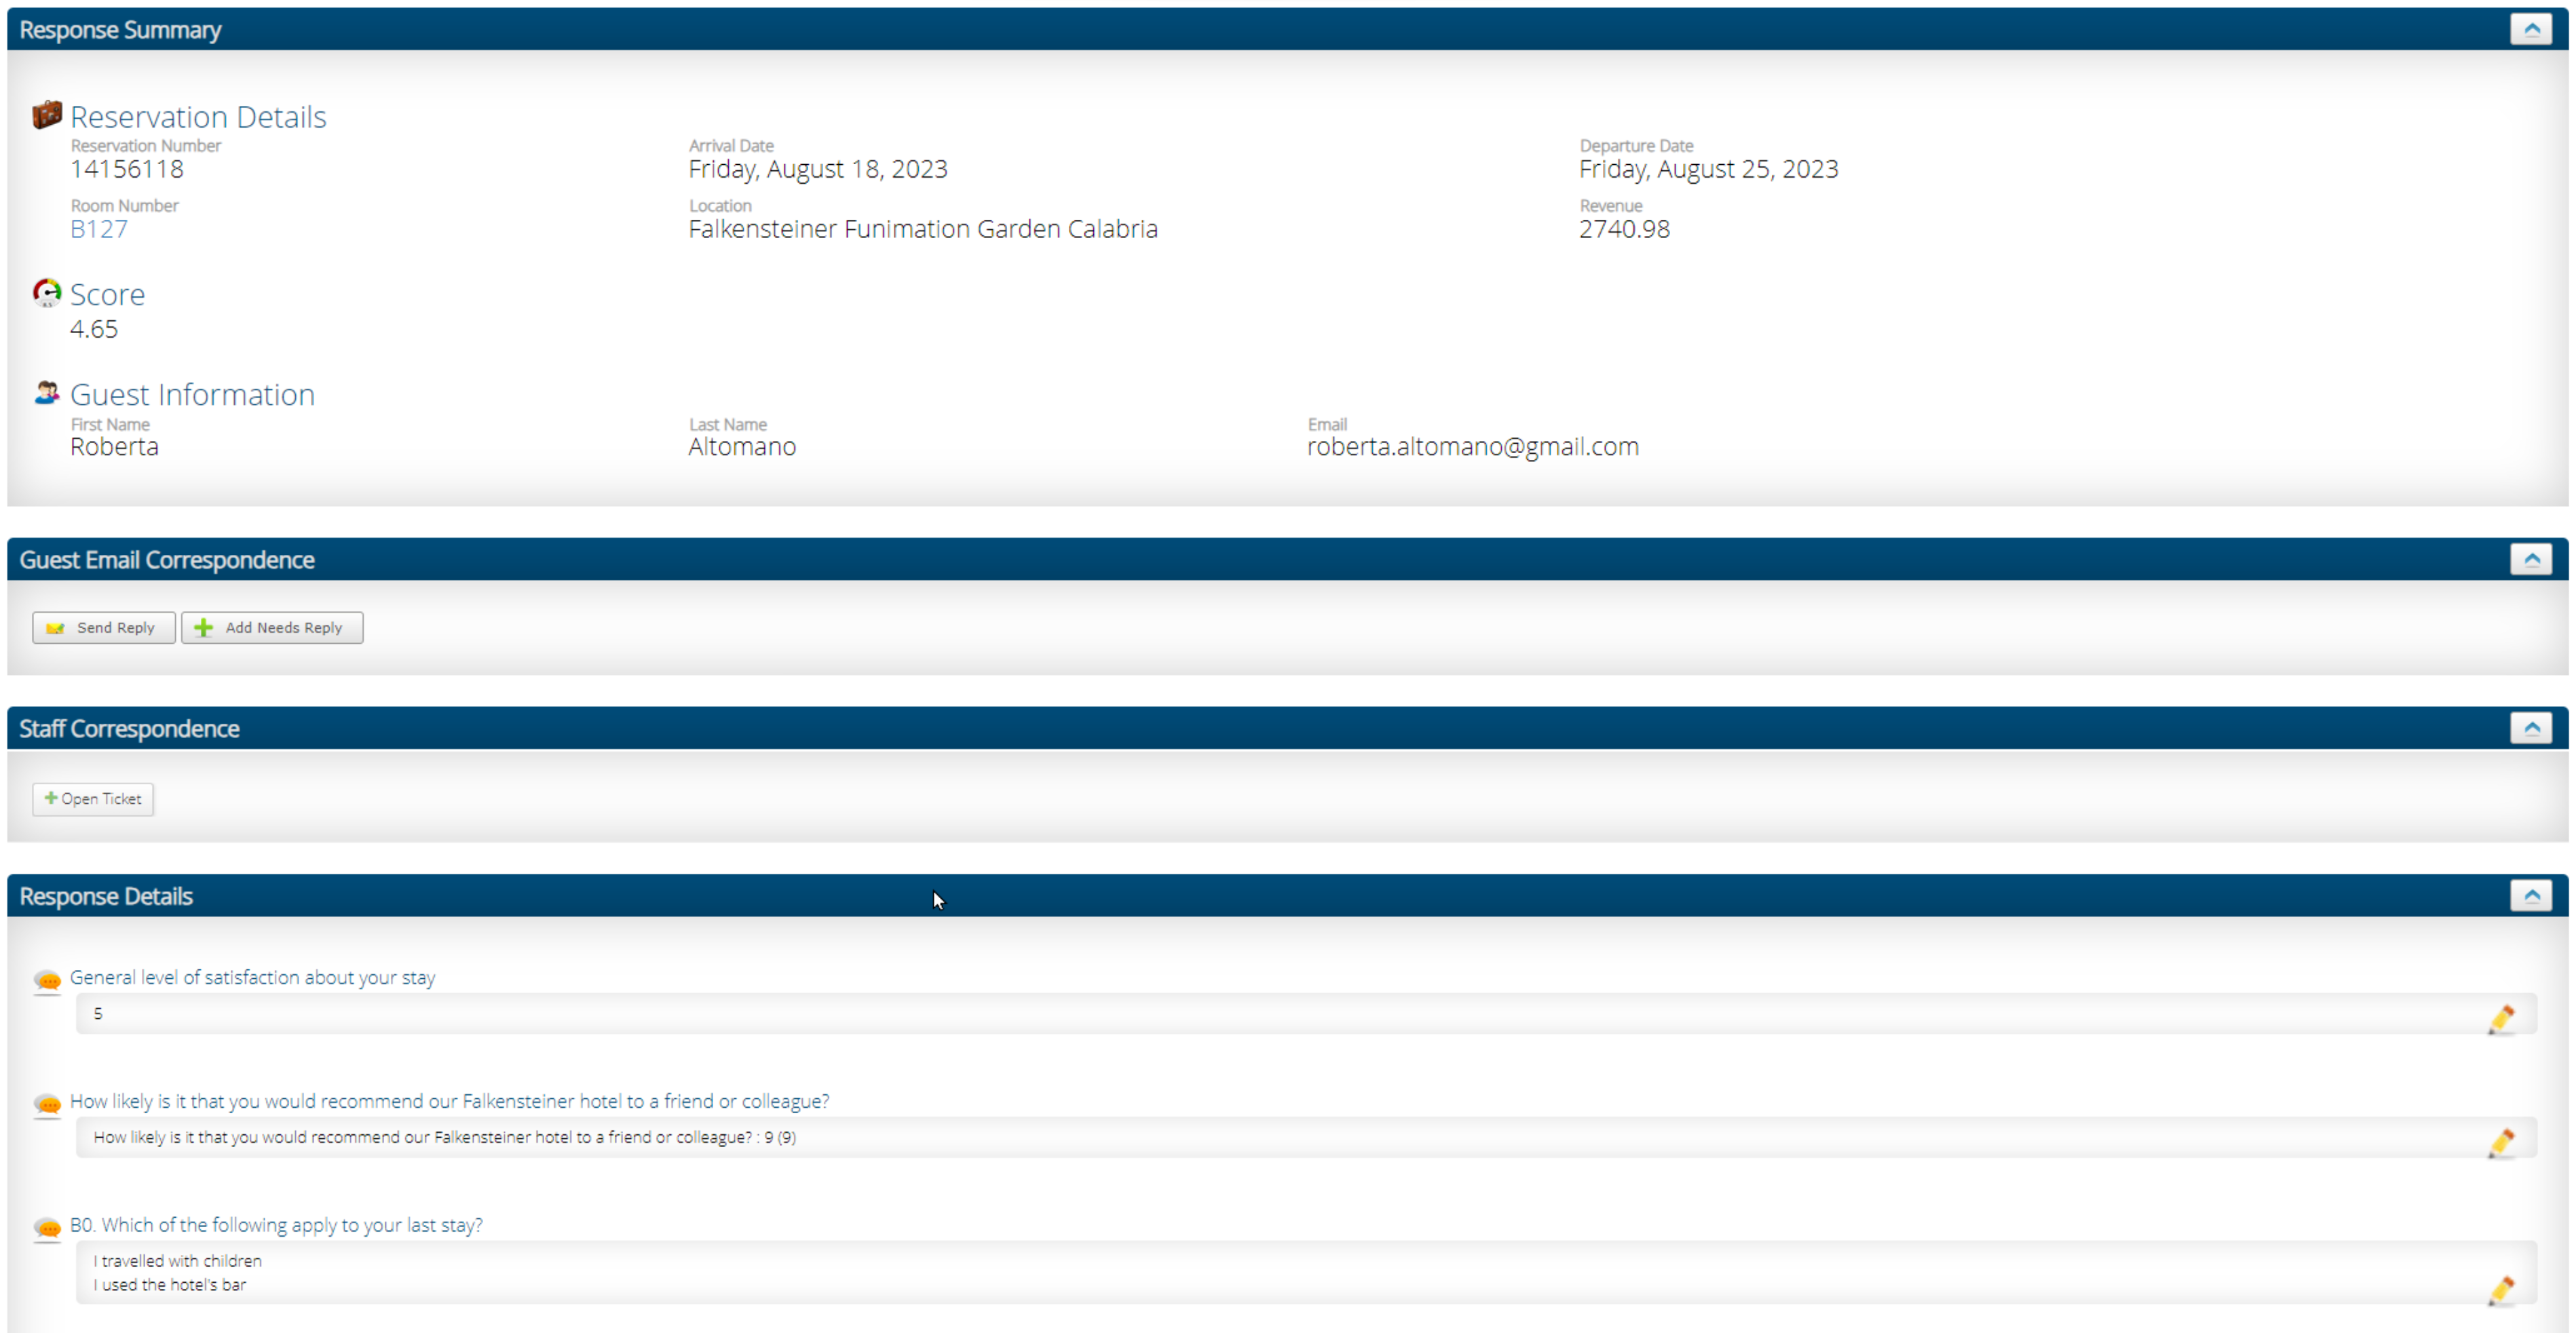 Response Summary
Reservation Details
Reservation Number
14156118
Arrival Date
Friday, August 18, 2023
Departure Date
Friday, August 25, 2023
Room Number
B127
Location
Falkensteiner Funimation Garden Calabria
Revenue
2740.98
Score
4.65
Guest Information
First Name
Roberta
Last Name
Altomano
Email
roberta.altomano@gmail.com
Guest Email Correspondence
Send Reply
Add Needs Reply
Staff Correspondence
Open Ticket
Response Details
General level of satisfaction about your stay
5
How likely is it that you would recommend our Falkensteiner hotel to a friend or colleague?
How likely is it that you would recommend our Falkensteiner hotel to a friend or colleague? : 9 (9)
B0. Which of the following apply to your last stay?
I travelled with children
I used the hotel's bar